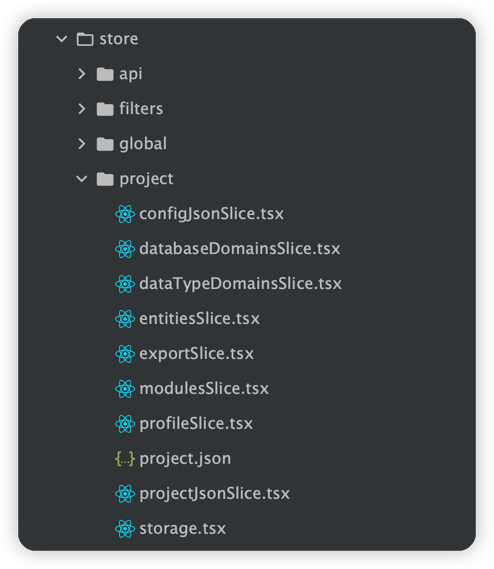 store
api
filters
global
project
configJsonSlice.tsx
databaseDomainsSlice.tsx
dataTypeDomainsSlice.tsx
entitiesSlice.tsx
exportSlice.tsx
modulesSlice.tsx
profileSlice.tsx
{..} project.json
projectJsonSlice.tsx
storage.tsx